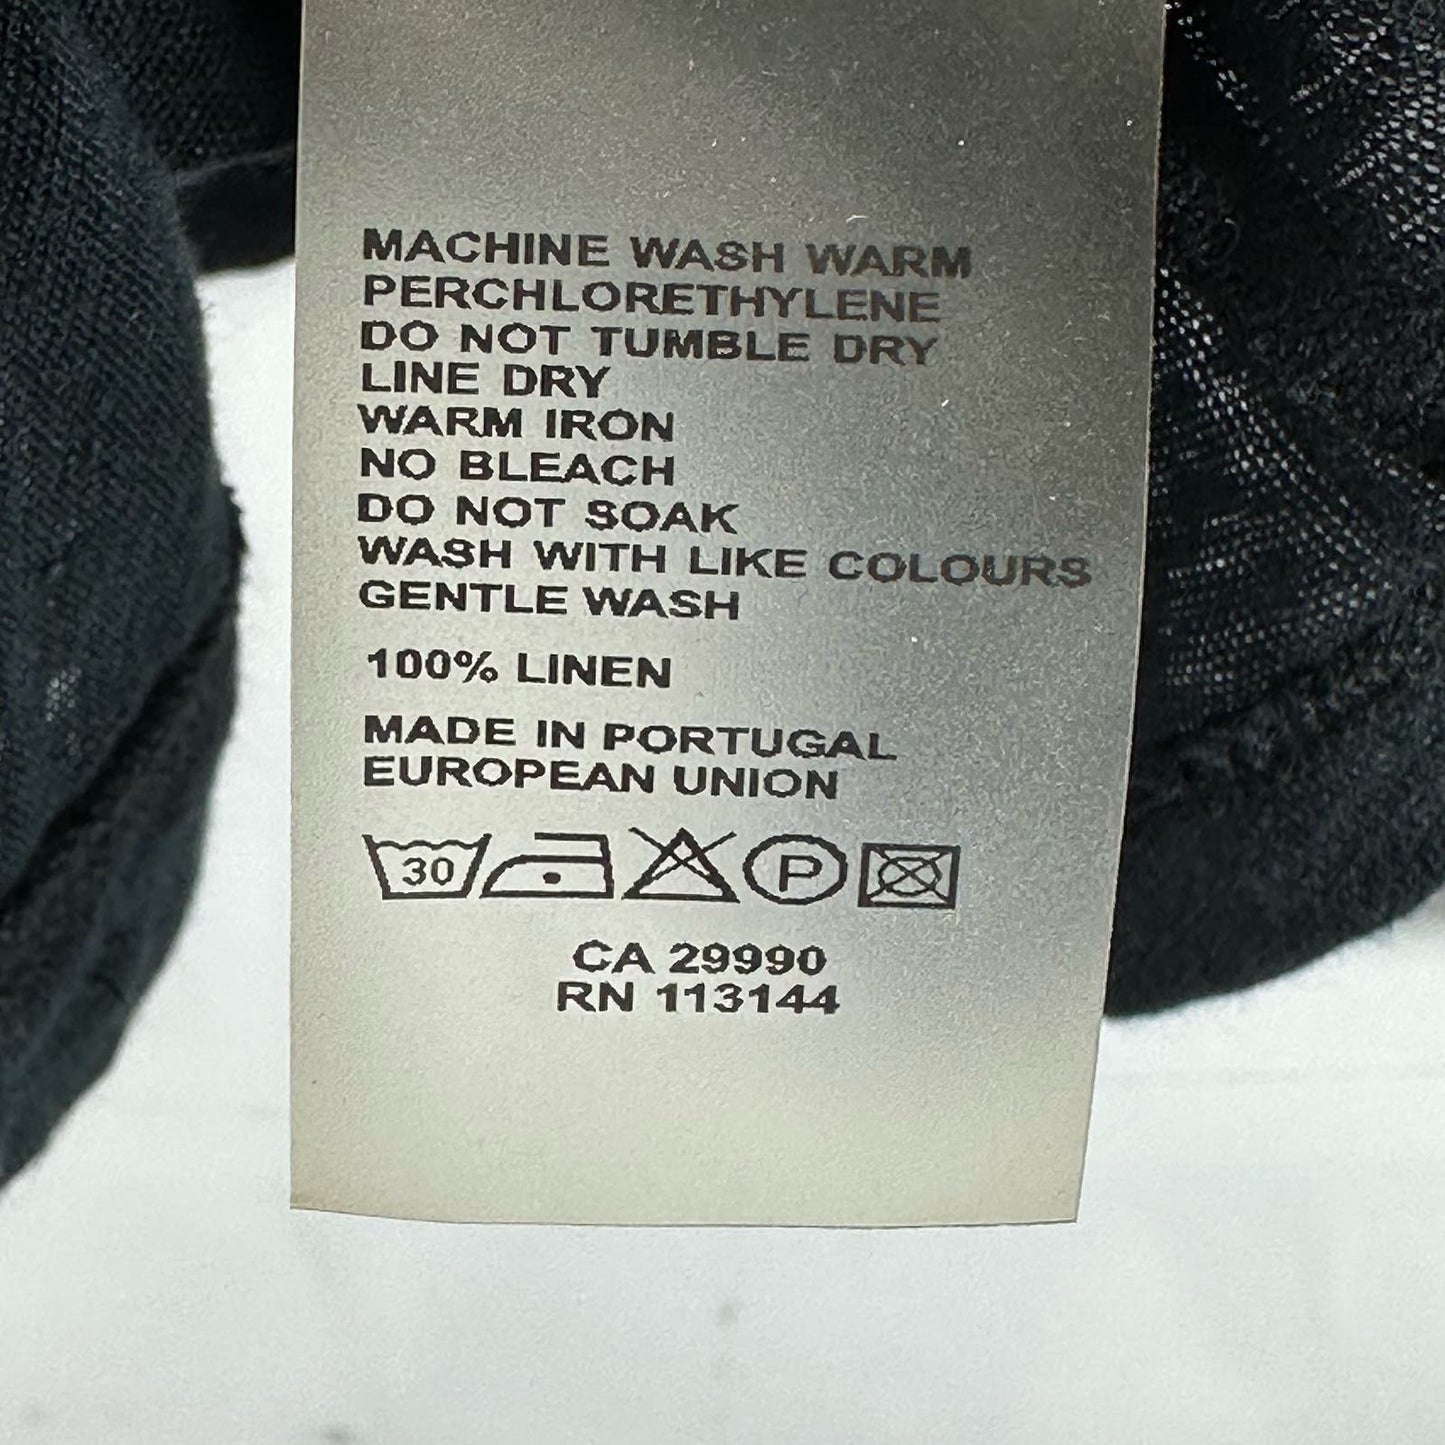 MACHINE WASH WARM
PERCHLORETHYLENE
DO NOT TUMBLE DRY
LINE DRY
WARM IRON
NO BLEACH
DO NOT SOAK
WASH WITH LIKE COLOURS
GENTLE WASH
100% LINEN
MADE IN PORTUGAL
EUROPEAN UNION
30 P
CA 29990
RN 113144